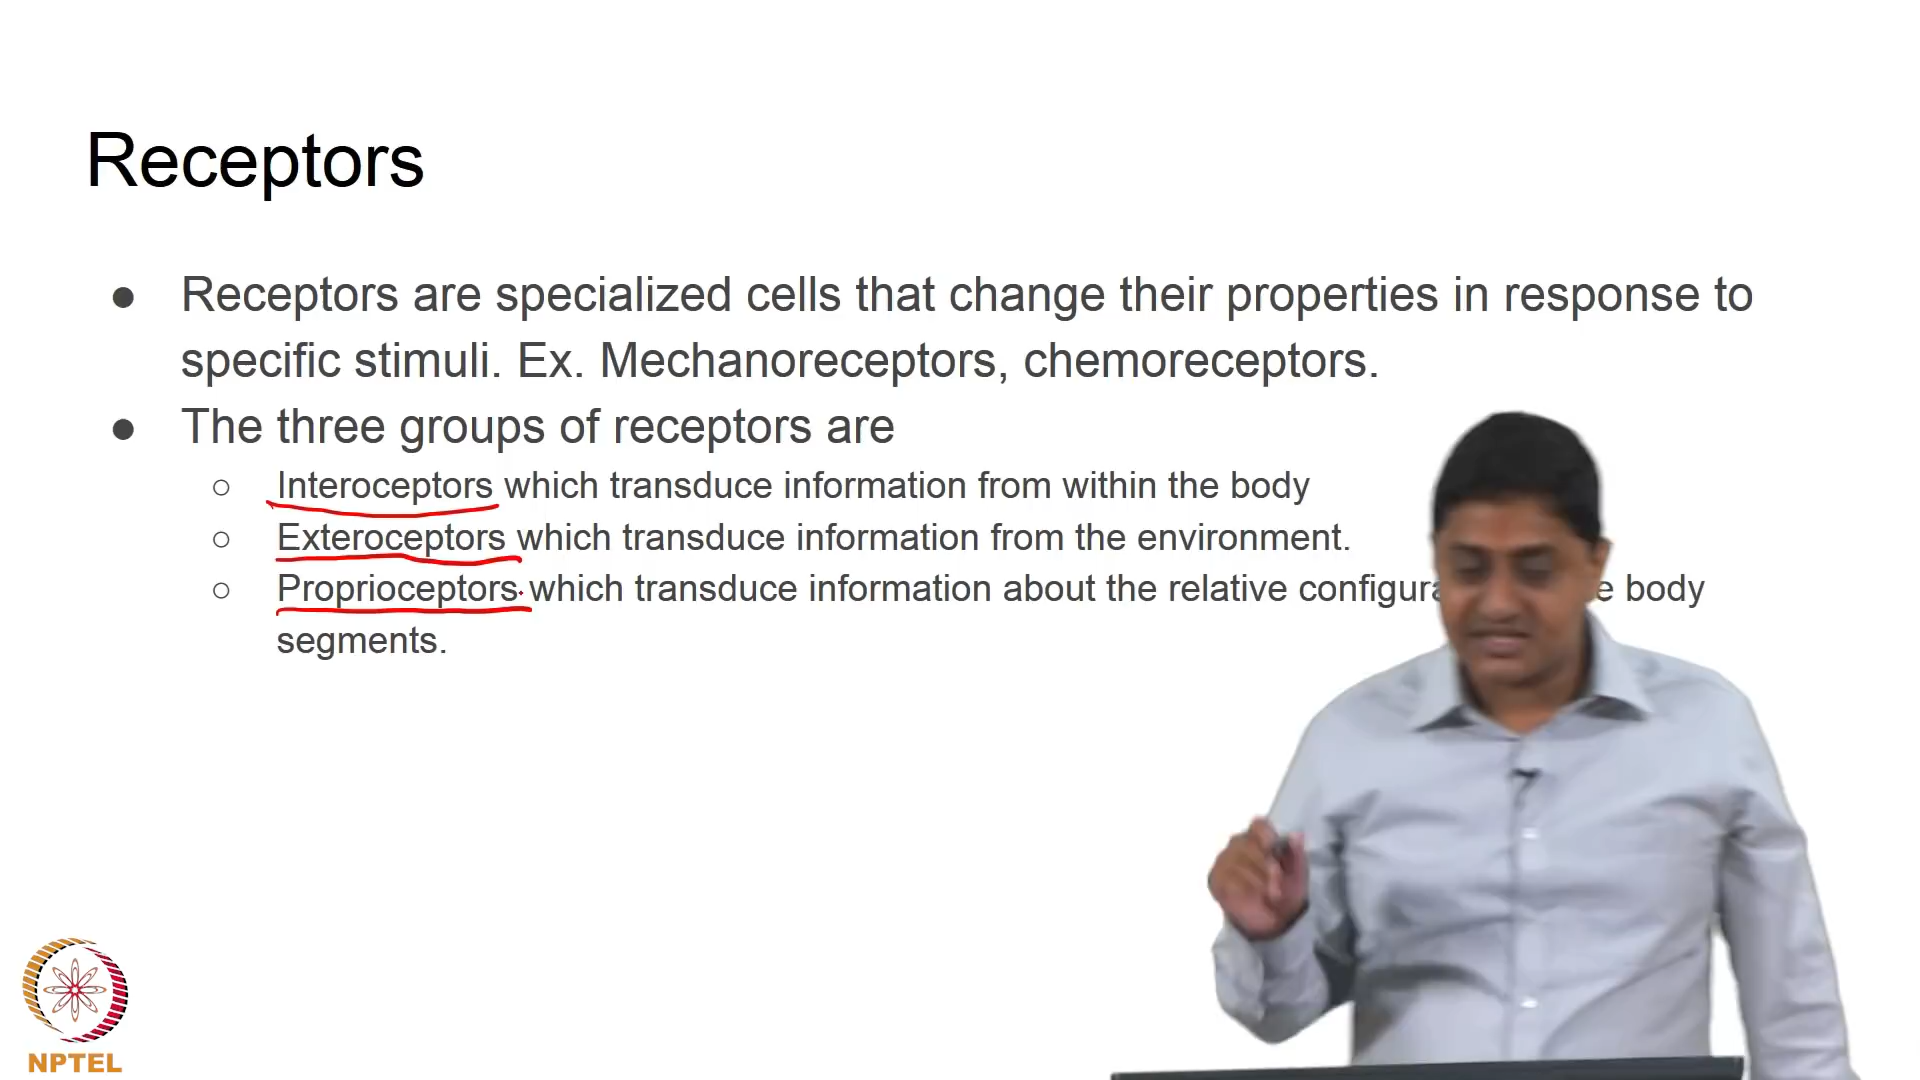 Receptors
● Receptors are specialized cells that change their properties in response to
specific stimuli. Ex. Mechanoreceptors, chemoreceptors.
● The three groups of receptors are
○ Interoceptors which transduce information from within the body
○ Exteroceptors which transduce information from the environment.
○ Proprioceptors which transduce information about the relative body
segments.
NPTEL